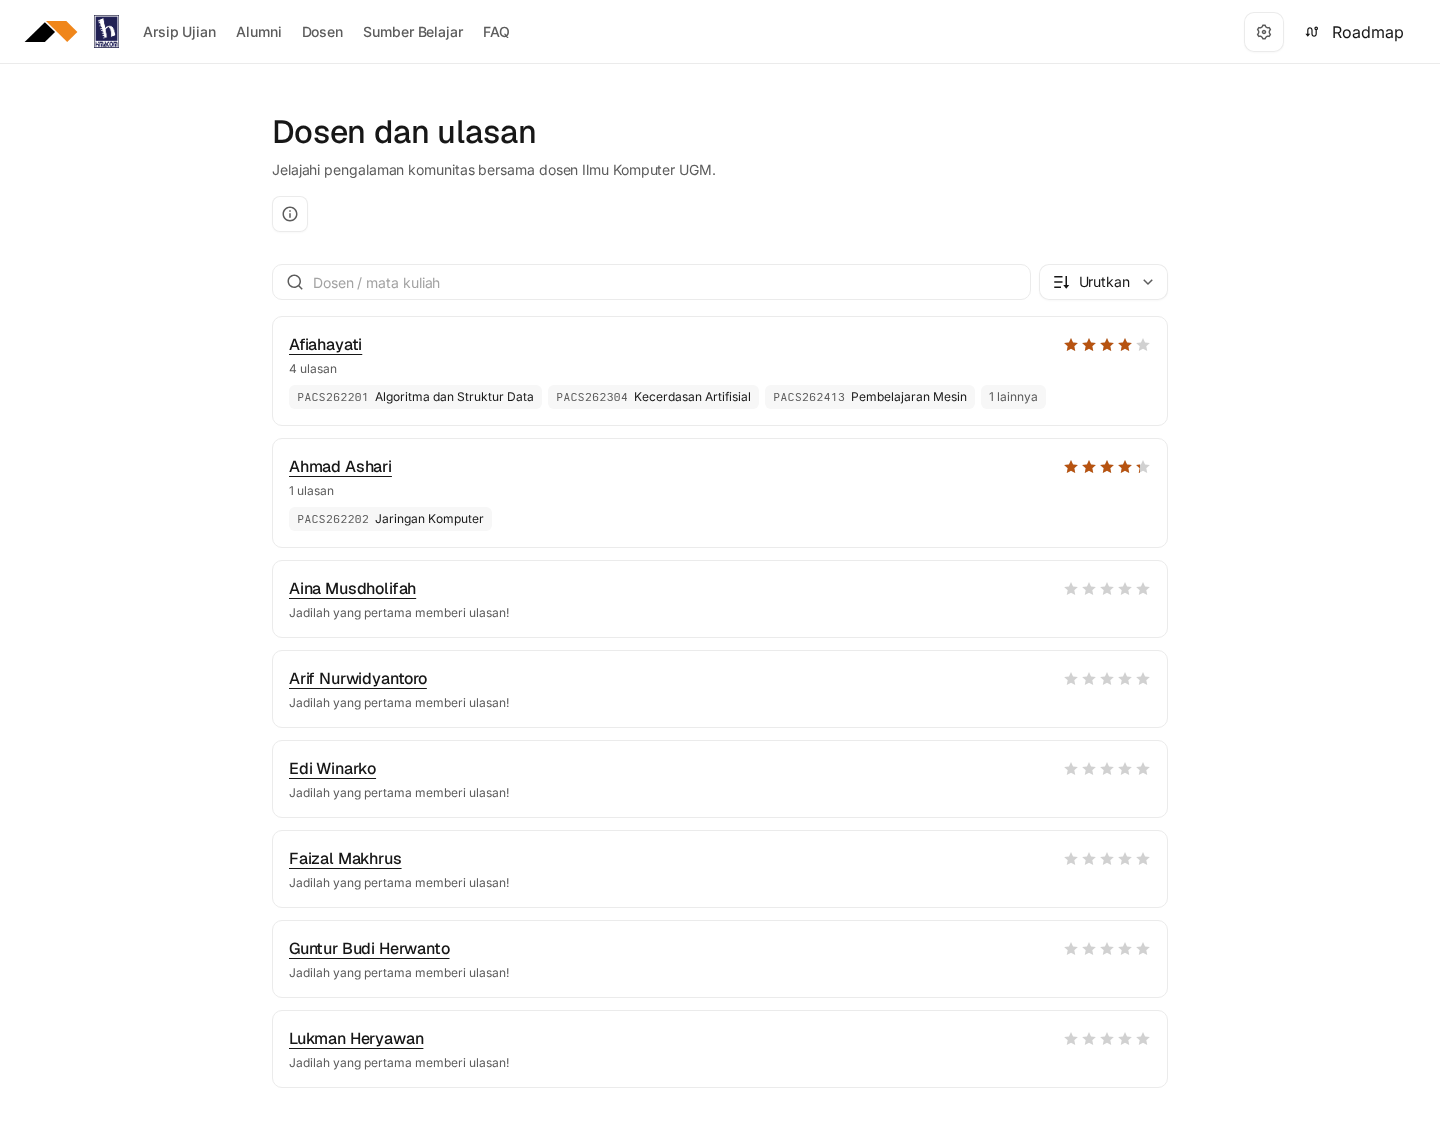 Arsip Ujian Alumni Dosen Sumber Belajar FAQ Roadmap
Dosen dan ulasan
Jelajahi pengalaman komunitas bersama dosen Ilmu Komputer UGM.
Dosen / mata kuliah Urutkan
Afiahayati
4 ulasan
PACS262201 Algoritma dan Struktur Data PACS262304 Kecerdasan Artifisial PACS262413 Pembelajaran Mesin 1 lainnya
Ahmad Ashari
1 ulasan
PACS262202 Jaringan Komputer
Aina Musdholifah
Jadilah yang pertama memberi ulasan!
Arif Nurwidyantoro
Jadilah yang pertama memberi ulasan!
Edi Winarko
Jadilah yang pertama memberi ulasan!
Faizal Makhrus
Jadilah yang pertama memberi ulasan!
Guntur Budi Herwanto
Jadilah yang pertama memberi ulasan!
Lukman Heryawan
Jadilah yang pertama memberi ulasan!